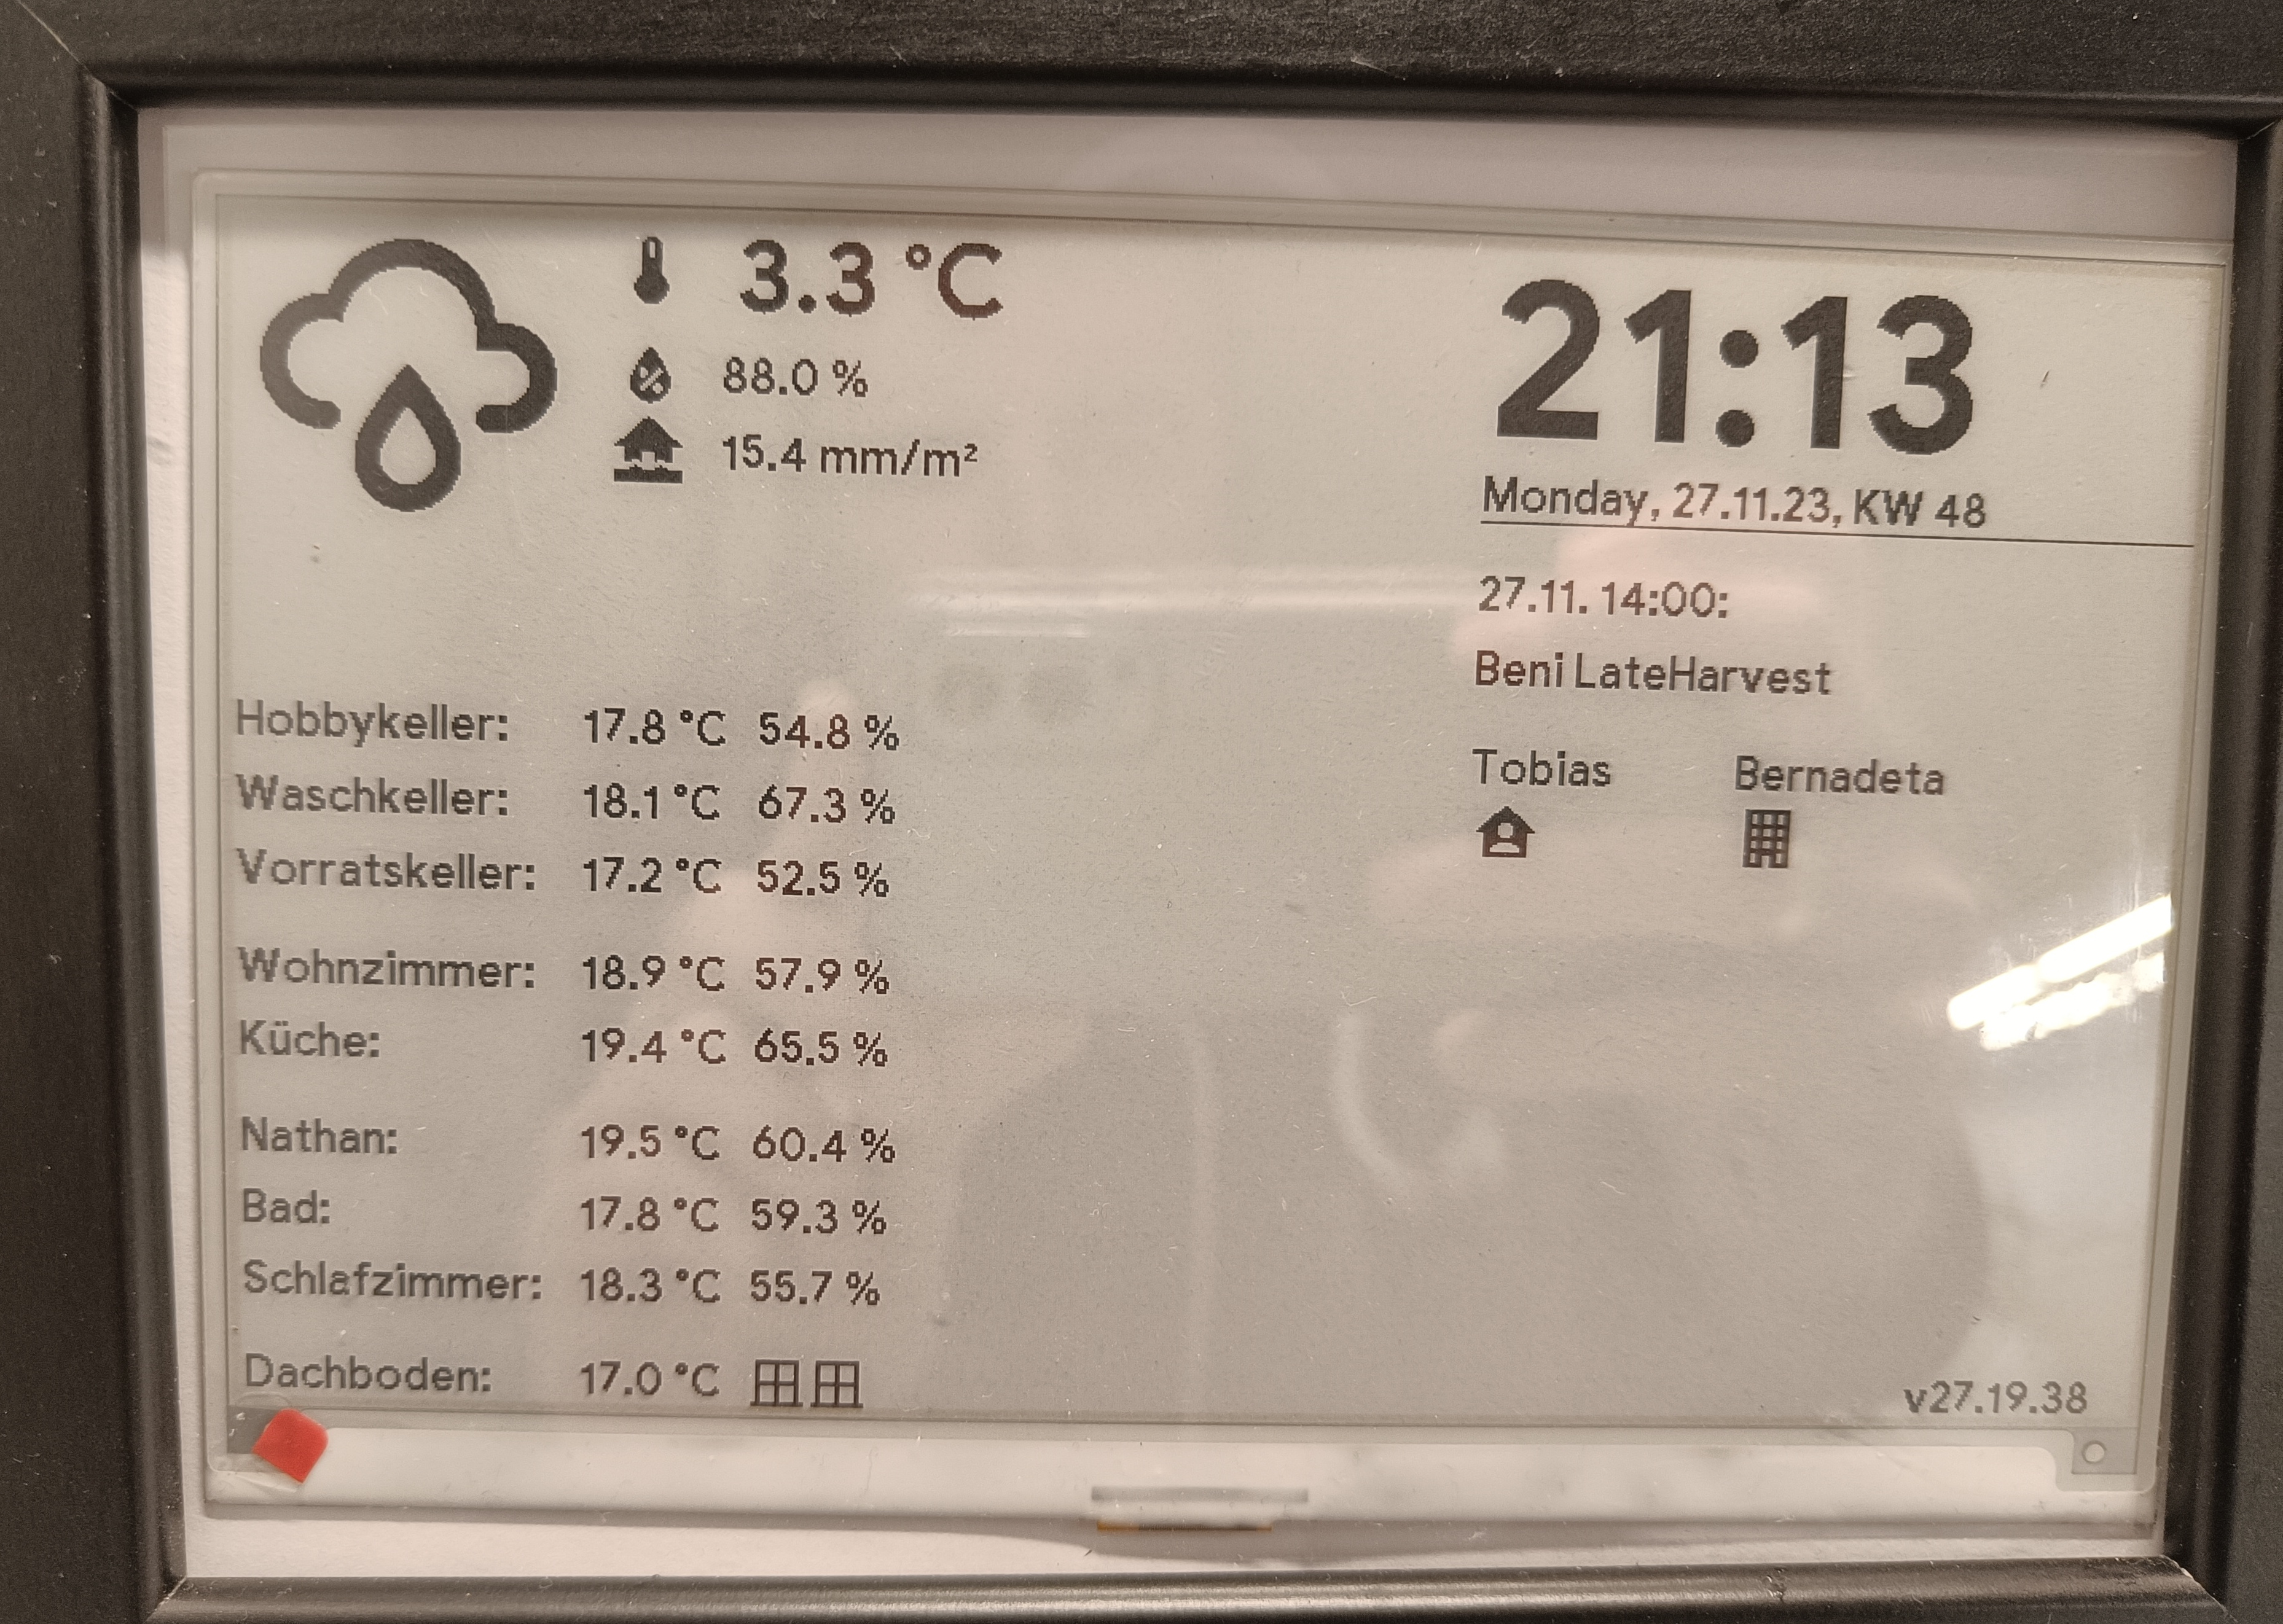 3.3 °C
88.0 %
15.4 mm/m²
21:13
Monday, 27.11.23, KW 48
27.11. 14:00:
Beni LateHarvest
Tobias Bernadeta
Hobbykeller: 17.8 °C 54.8 %
Waschkeller: 18.1 °C 67.3 %
Vorratskeller: 17.2 °C 52.5 %
Wohnzimmer: 18.9 °C 57.9 %
Küche: 19.4 °C 65.5 %
Nathan: 19.5 °C 60.4 %
Bad: 17.8 °C 59.3 %
Schlafzimmer: 18.3 °C 55.7 %
Dachboden: 17.0 °C
v27.19.38